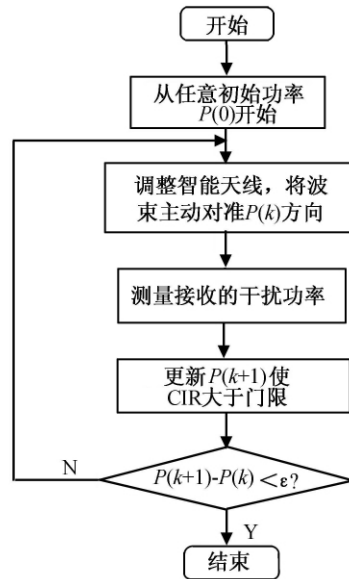 开始
从任意初始功率
P(0)开始
调整智能天线，将波
束主动对准P(k)方向
测量接收的干扰功率
更新P(k+1)使
CIR大于门限
N
P(k+1)-P(k)＜ε?
Y
结束